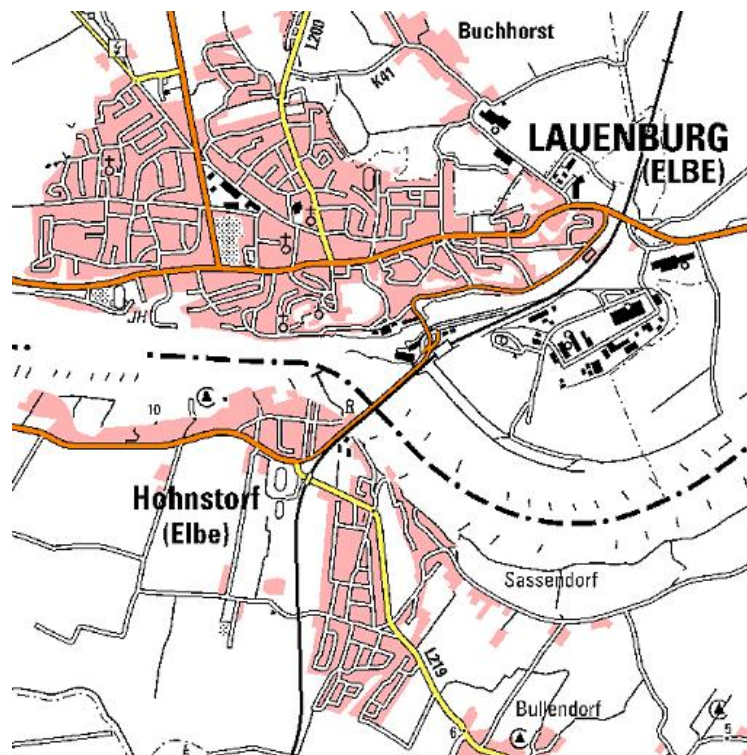 Buchhorst
L200
K41
LAUENBURG
(ELBE)
JH
10
Hohnstorf
(Elbe)
Sassendorf
L219
Bullendorf
6
5
E